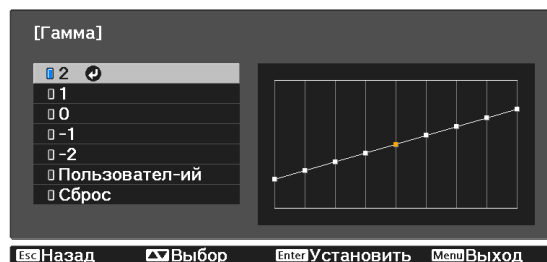 [Гамма]
2
1
0
-1
-2
Пользовател-ий
Сброс
Esc Назад Выбор Enter Установить Menu Выход